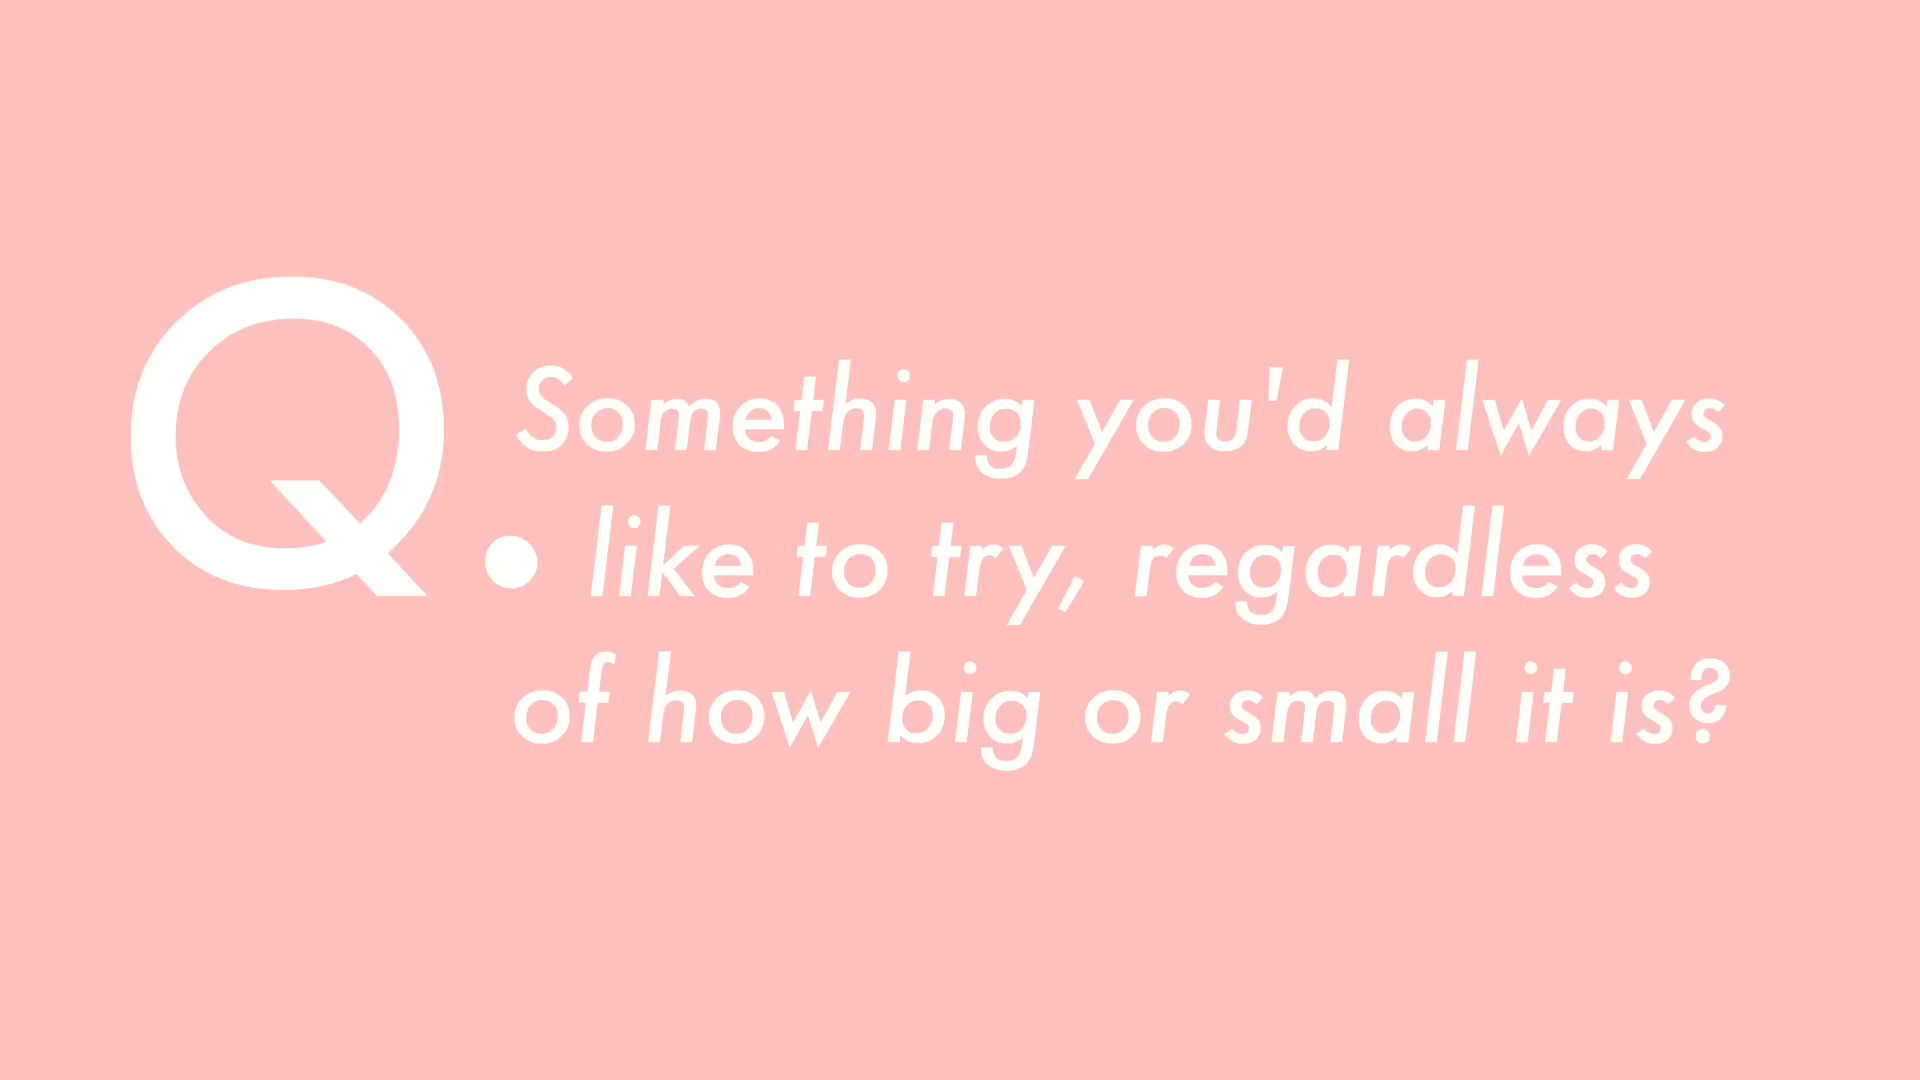 Q.
Something you'd always
like to try, regardless
of how big or small it is?